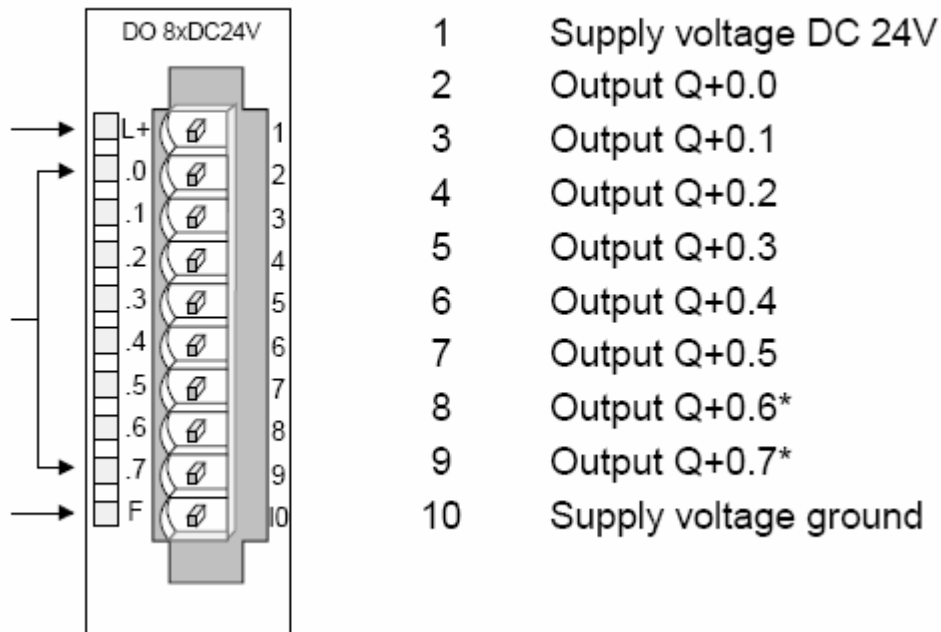 DO 8xDC24V
L+ 1
.0 2
.1 3
.2 4
.3 5
.4 6
.5 7
.6 8
.7 9
F 10
1 Supply voltage DC 24V
2 Output Q+0.0
3 Output Q+0.1
4 Output Q+0.2
5 Output Q+0.3
6 Output Q+0.4
7 Output Q+0.5
8 Output Q+0.6*
9 Output Q+0.7*
10 Supply voltage ground